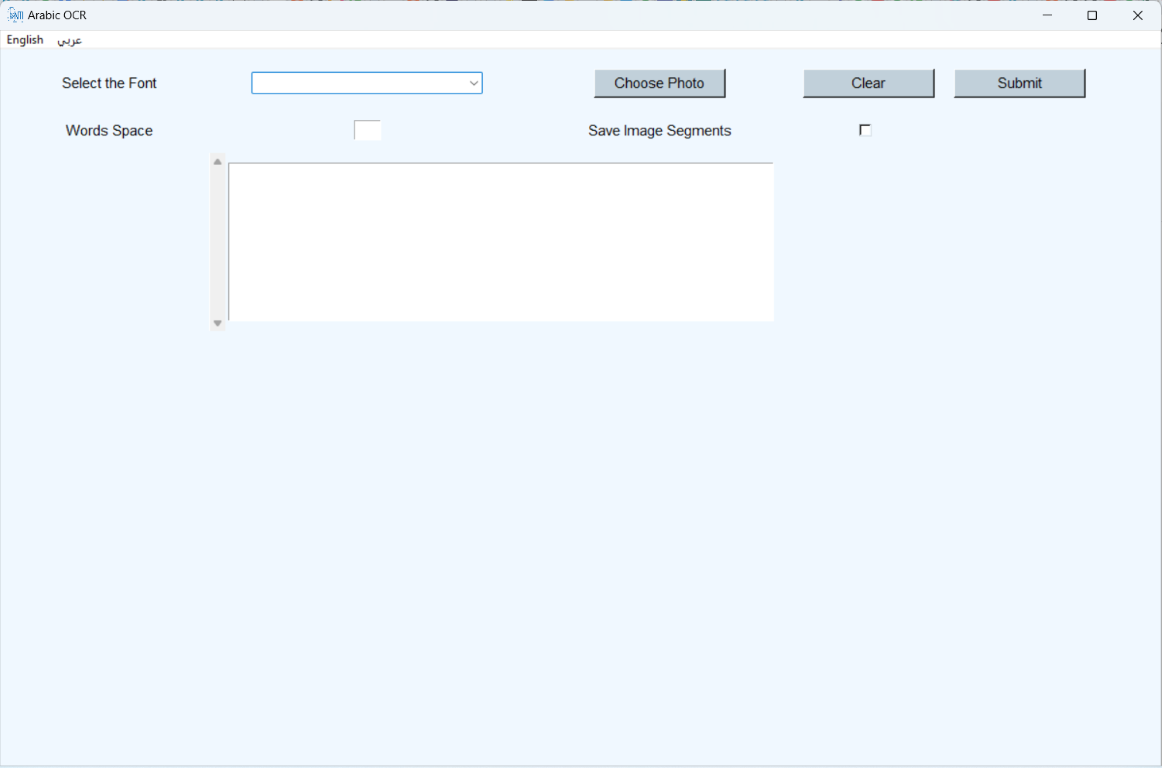 Arabic OCR
English عربي
Select the Font Choose Photo Clear Submit
Words Space Save Image Segments